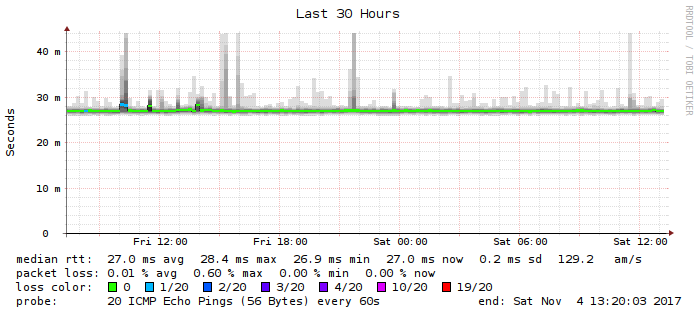 Last 30 Hours
RRDTOOL / TOBI OETIKER
Seconds
40 m
30 m
20 m
10 m
0
Fri 12:00 Fri 18:00 Sat 00:00 Sat 06:00 Sat 12:00
median rtt: 27.0 ms avg 28.4 ms max 26.9 ms min 27.0 ms now 0.2 ms sd 129.2 am/s
packet loss: 0.01 % avg 0.60 % max 0.00 % min 0.00 % now
loss color: 0 1/20 2/20 3/20 4/20 10/20 19/20
probe: 20 ICMP Echo Pings (56 Bytes) every 60s end: Sat Nov 4 13:20:03 2017